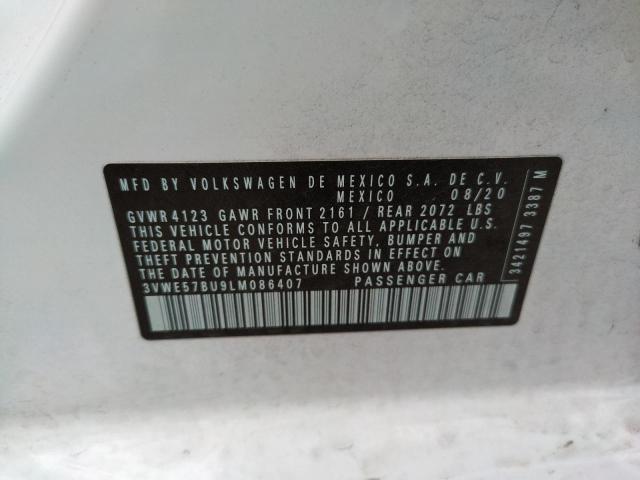 MFD BY VOLKSWAGEN DE MEXICO S.A. DE C.V.
MEXICO 08/20
GVWR 4123 GAWR FRONT 2161 / REAR 2072 LBS
THIS VEHICLE CONFORMS TO ALL APPLICABLE U.S.
FEDERAL MOTOR VEHICLE SAFETY, BUMPER AND
THEFT PREVENTION STANDARDS IN EFFECT ON
THE DATE OF MANUFACTURE SHOWN ABOVE.
3VWE57BU9LM086407 PASSENGER CAR
3421497 3387 M